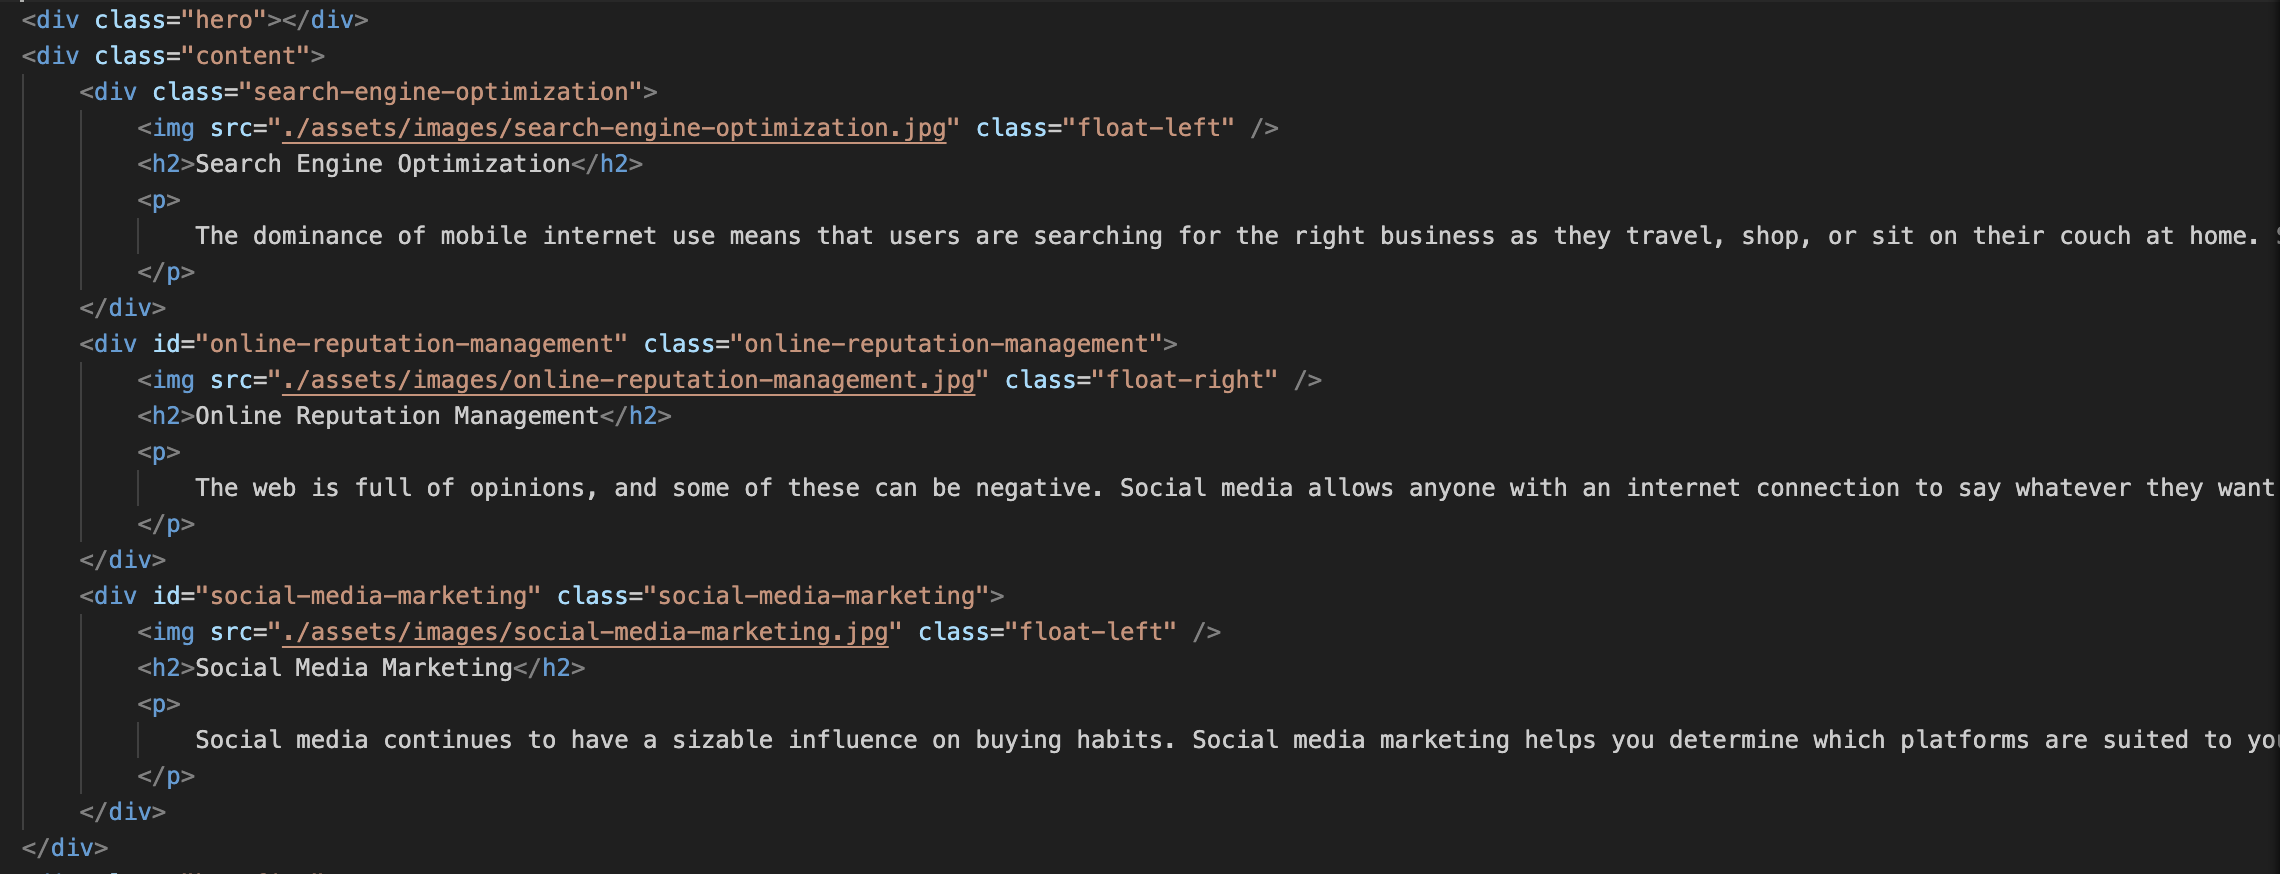 <div class="hero"></div>
<div class="content">
<div class="search-engine-optimization">
<img src="./assets/images/search-engine-optimization.jpg" class="float-left" />
<h2>Search Engine Optimization</h2>
<p>
The dominance of mobile internet use means that users are searching for the right business as they travel, shop, or sit on their couch at home.
</p>
</div>
<div id="online-reputation-management" class="online-reputation-management">
<img src="./assets/images/online-reputation-management.jpg" class="float-right" />
<h2>Online Reputation Management</h2>
<p>
The web is full of opinions, and some of these can be negative. Social media allows anyone with an internet connection to say whatever they want
</p>
</div>
<div id="social-media-marketing" class="social-media-marketing">
<img src="./assets/images/social-media-marketing.jpg" class="float-left" />
<h2>Social Media Marketing</h2>
<p>
Social media continues to have a sizable influence on buying habits. Social media marketing helps you determine which platforms are suited to
</p>
</div>
</div>